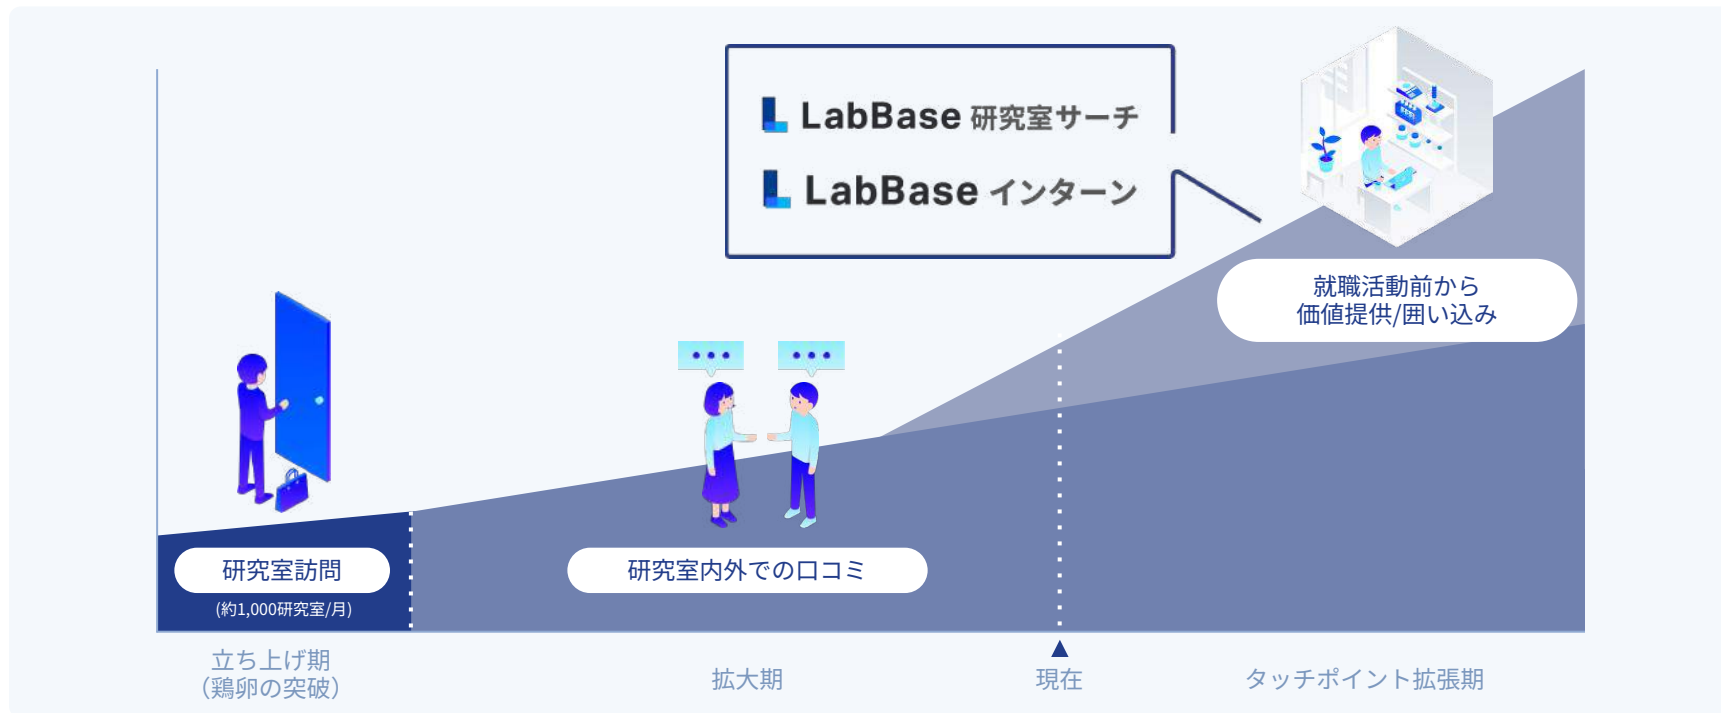 LabBase 研究室サーチ
LabBase インターン
就職活動前から
価値提供/囲い込み
研究室訪問
(約1,000研究室/月)
研究室内外での口コミ
立ち上げ期
（鶏卵の突破）
拡大期
現在
タッチポイント拡張期